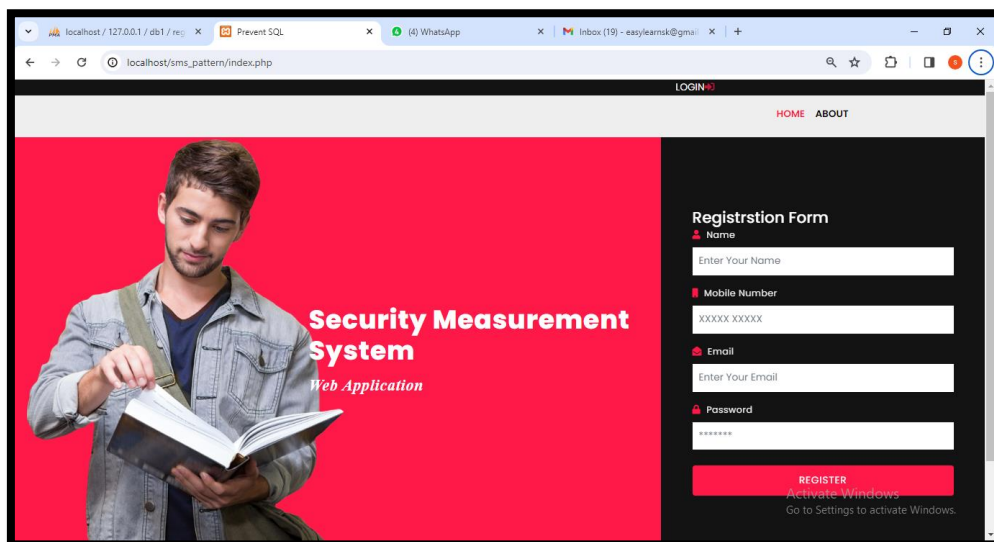 localhost / 127.0.0.1 / db1 / reg
Prevent SQL
(4) WhatsApp
Inbox (19) - easylearnsk@gmai
localhost/sms_pattern/index.php
LOGIN
HOME ABOUT
Registrstion Form
Name
Enter Your Name
Mobile Number
XXXXX XXXXX
Security Measurement
System
Email
Web Application
Enter Your Email
Password
*******
REGISTER
Activate Windows
Go to Settings to activate Windows.